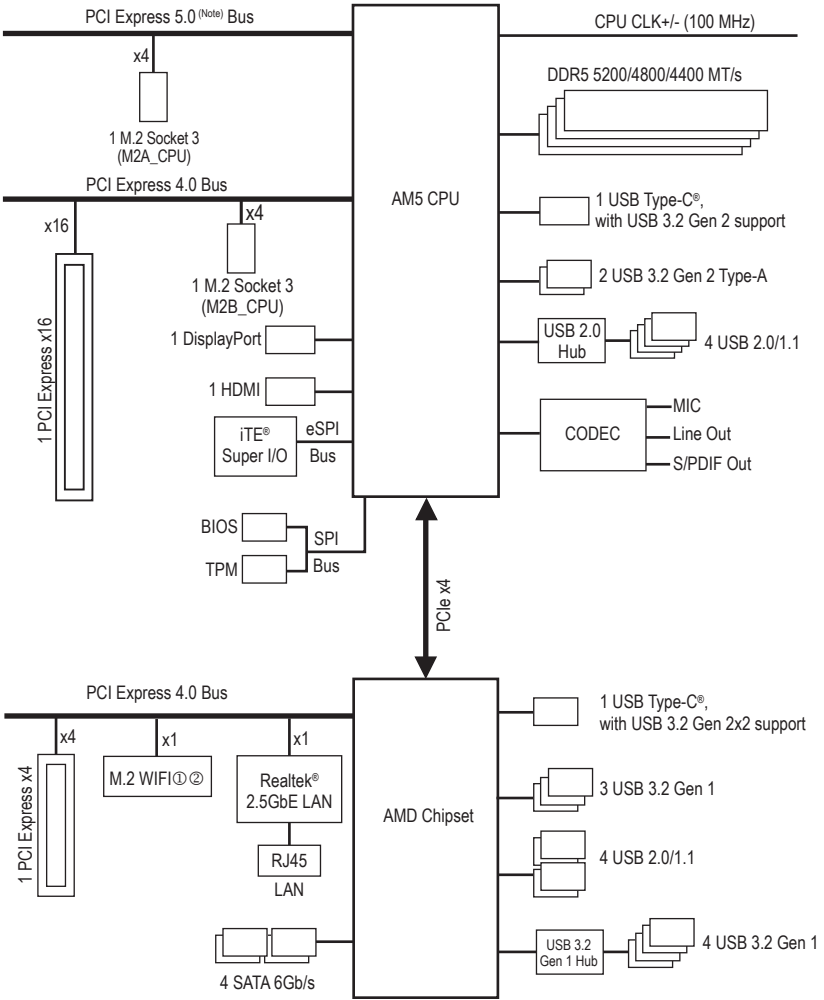 PCI Express 5.0 (Note) Bus
CPU CLK+/- (100 MHz)
x4
1 M.2 Socket 3
(M2A_CPU)
DDR5 5200/4800/4400 MT/s
PCI Express 4.0 Bus
AM5 CPU
x16
x4
1 M.2 Socket 3
(M2B_CPU)
1 USB Type-C®,
with USB 3.2 Gen 2 support
2 USB 3.2 Gen 2 Type-A
1 PCI Express x16
1 DisplayPort
USB 2.0
Hub
4 USB 2.0/1.1
1 HDMI
iTE®
Super I/O
eSPI
Bus
CODEC
MIC
Line Out
S/PDIF Out
BIOS
TPM
SPI
Bus
PCIe x4
PCI Express 4.0 Bus
x4
x1
x1
1 PCI Express x4
M.2 WIFI①②
Realtek®
2.5GbE LAN
RJ45
LAN
AMD Chipset
1 USB Type-C®,
with USB 3.2 Gen 2x2 support
3 USB 3.2 Gen 1
4 USB 2.0/1.1
USB 3.2
Gen 1 Hub
4 USB 3.2 Gen 1
4 SATA 6Gb/s